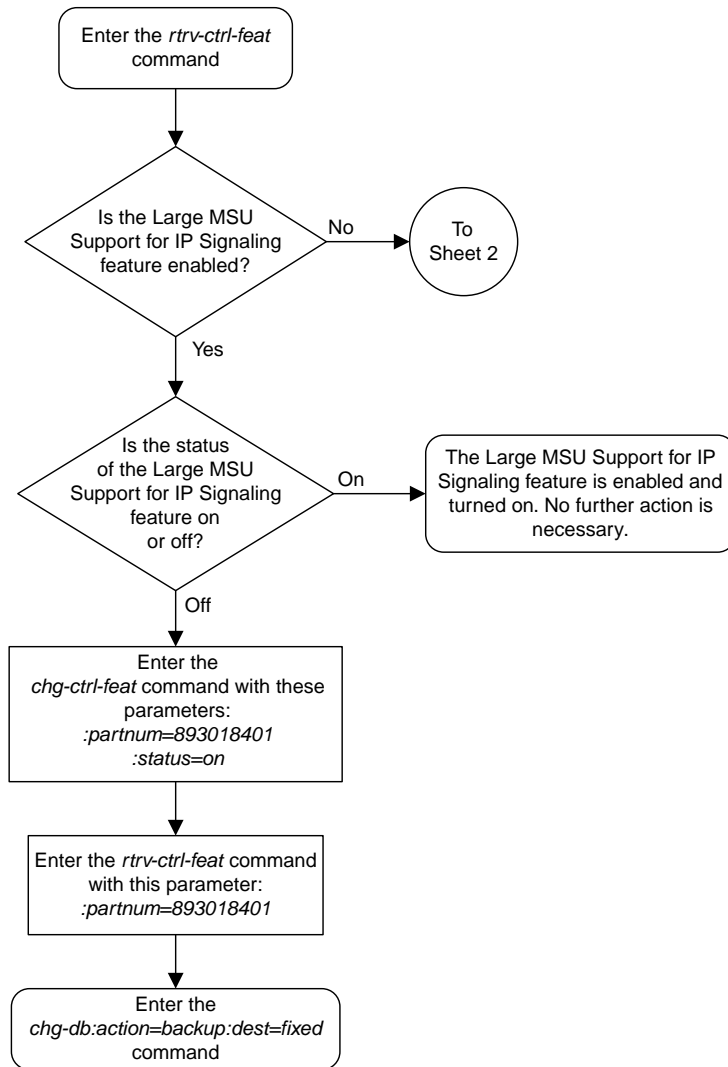 Enter the rtrv-ctrl-feat
command
Is the Large MSU
Support for IP Signaling
feature enabled?
No
To
Sheet 2
Yes
Is the status
of the Large MSU
Support for IP Signaling
feature on
or off?
On
The Large MSU Support for IP
Signaling feature is enabled and
turned on. No further action is
necessary.
Off
Enter the
chg-ctrl-feat command with these
parameters:
:partnum=893018401
:status=on
Enter the rtrv-ctrl-feat command
with this parameter:
:partnum=893018401
Enter the
chg-db:action=backup:dest=fixed
command